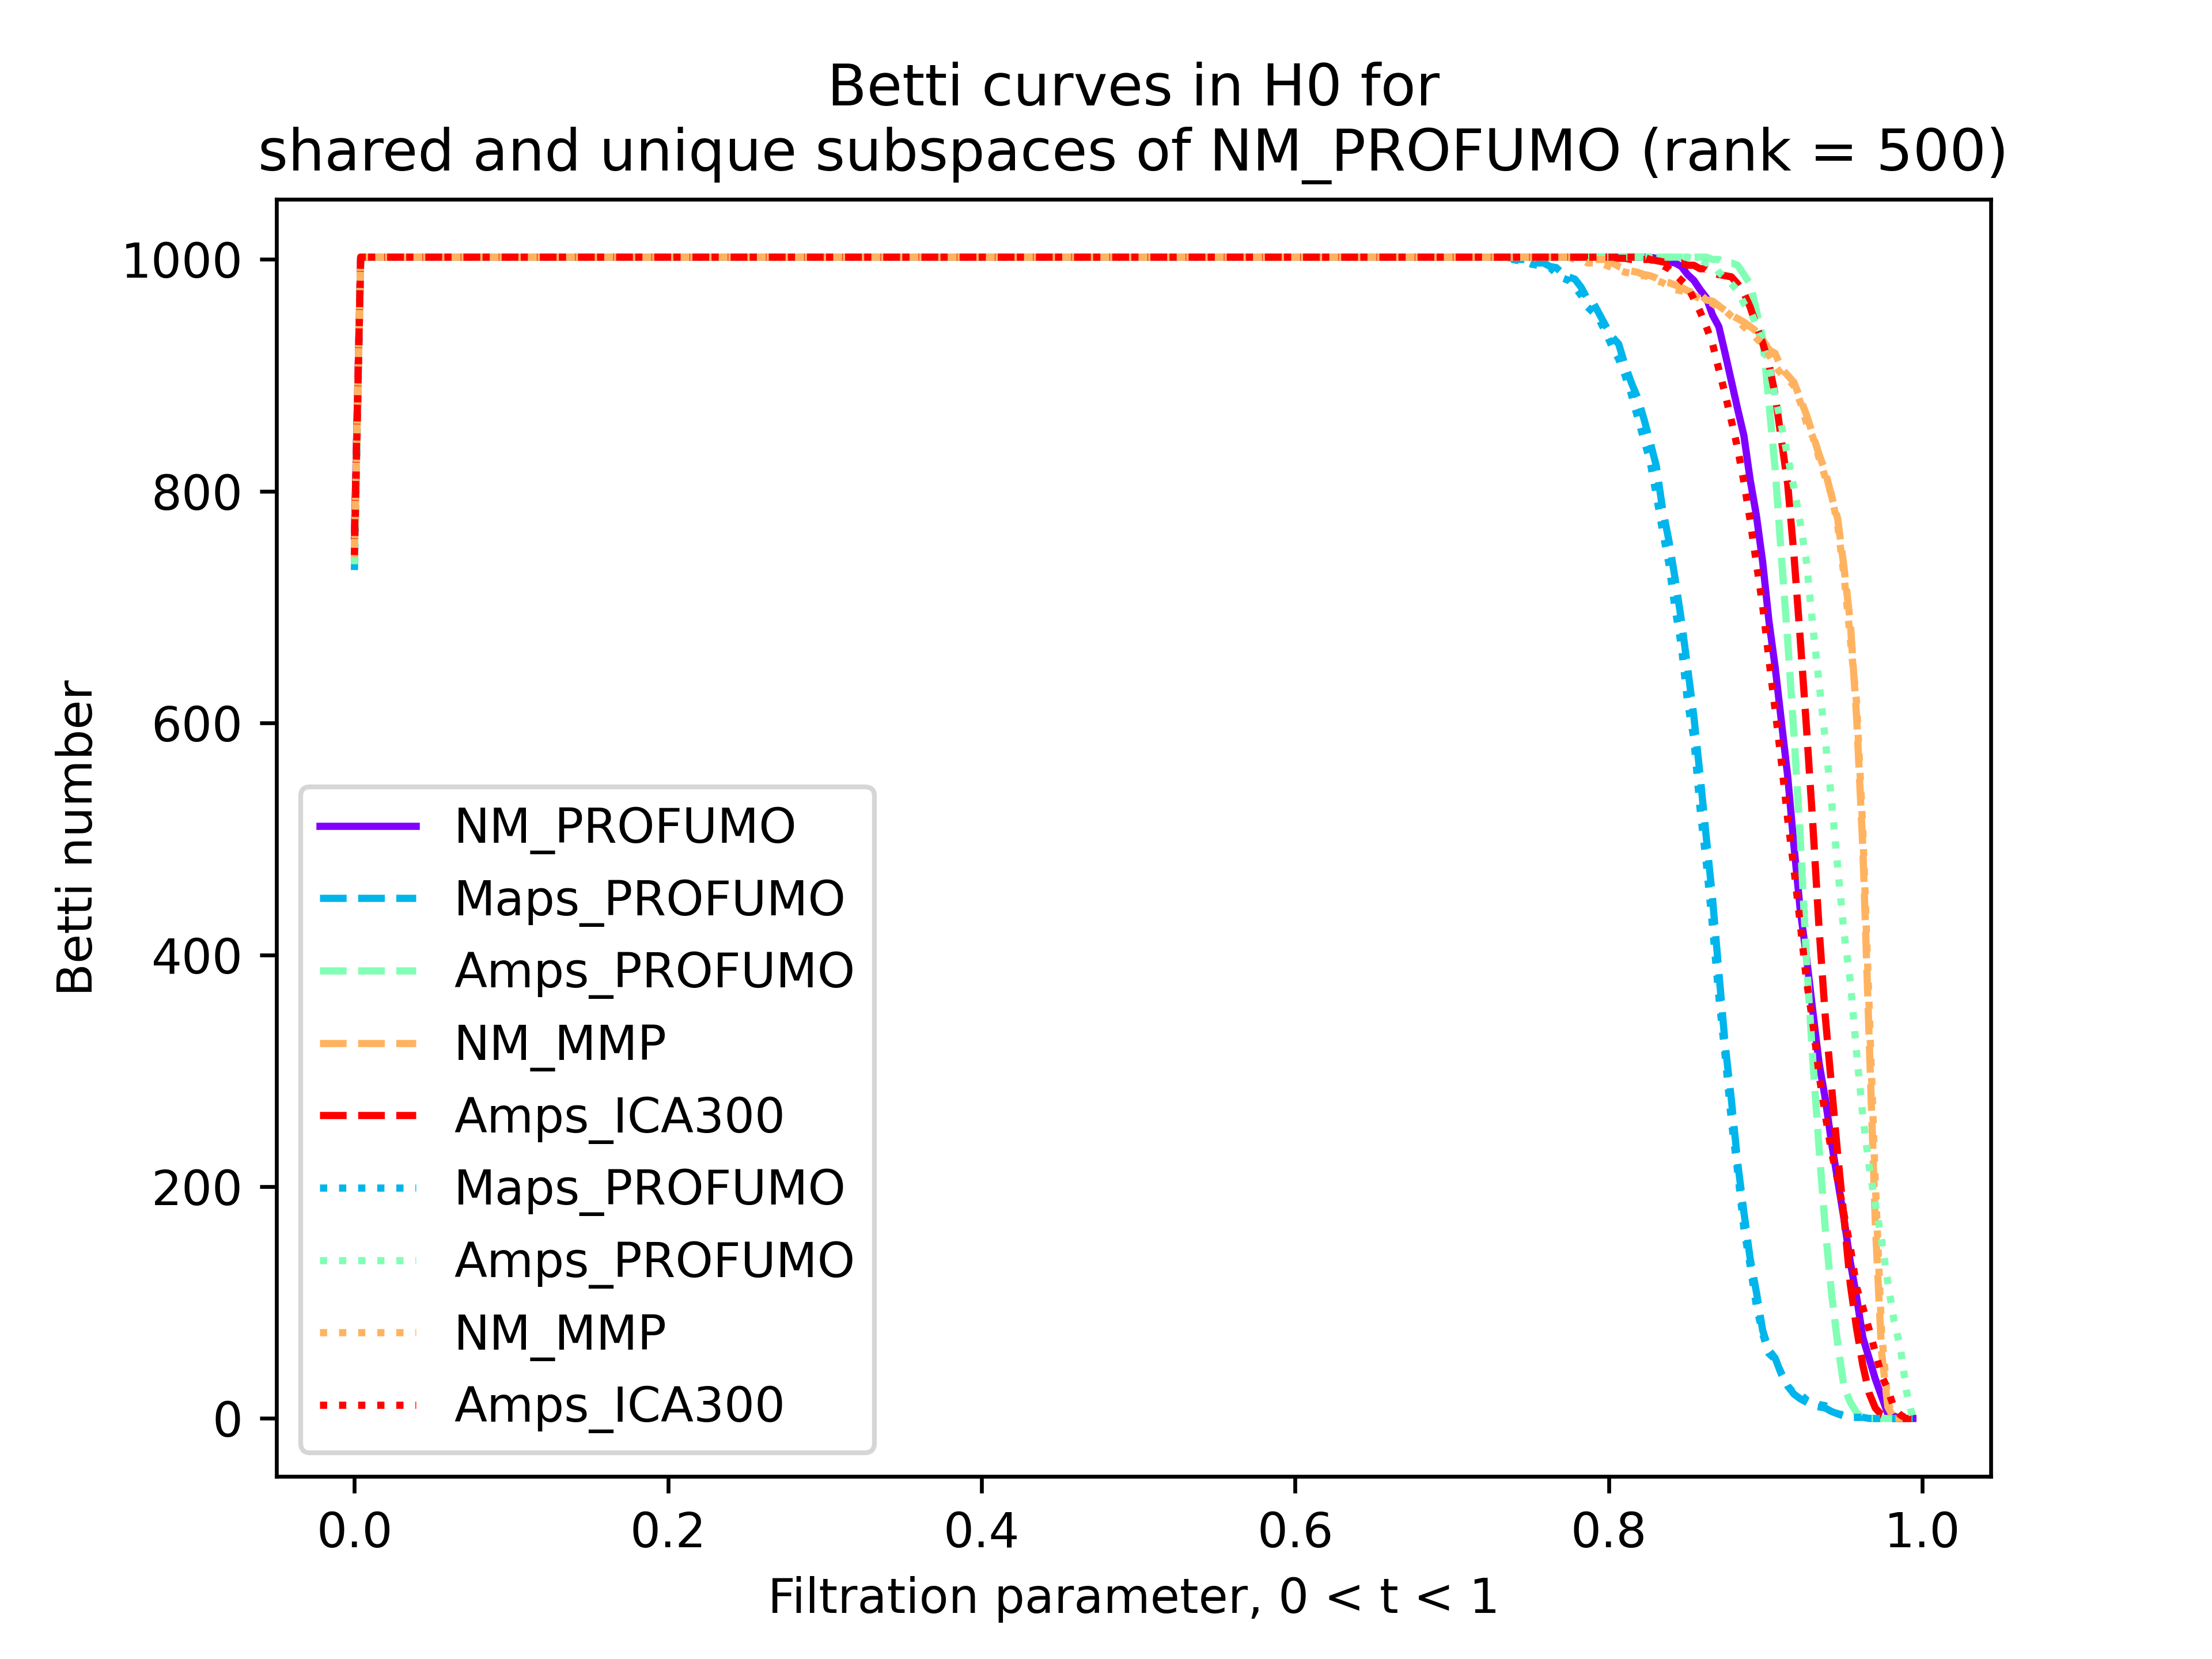 Betti curves in H0 for
shared and unique subspaces of NM_PROFUMO (rank = 500)
1000
800
600
400
200
0
Betti number
NM_PROFUMO
Maps_PROFUMO
Amps_PROFUMO
NM_MMP
Amps_ICA300
Maps_PROFUMO
Amps_PROFUMO
NM_MMP
Amps_ICA300
0.0 0.2 0.4 0.6 0.8 1.0
Filtration parameter, 0 < t < 1